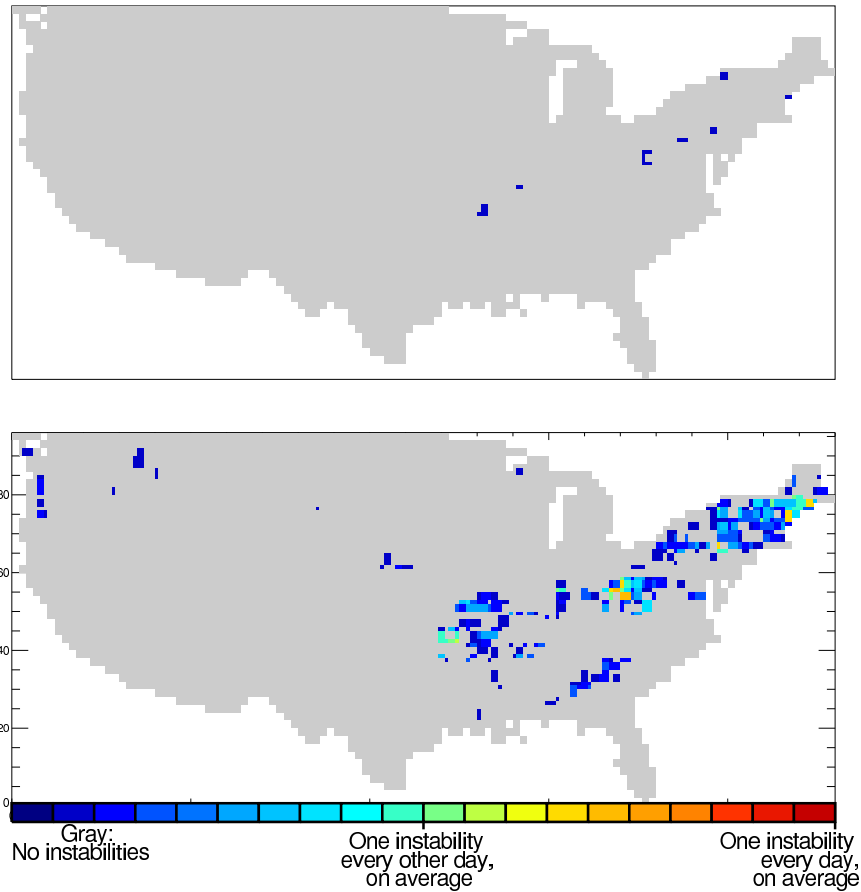 80
60
40
20
0
Gray:
No instabilities
One instability
every other day,
on average
One instability
every day,
on average